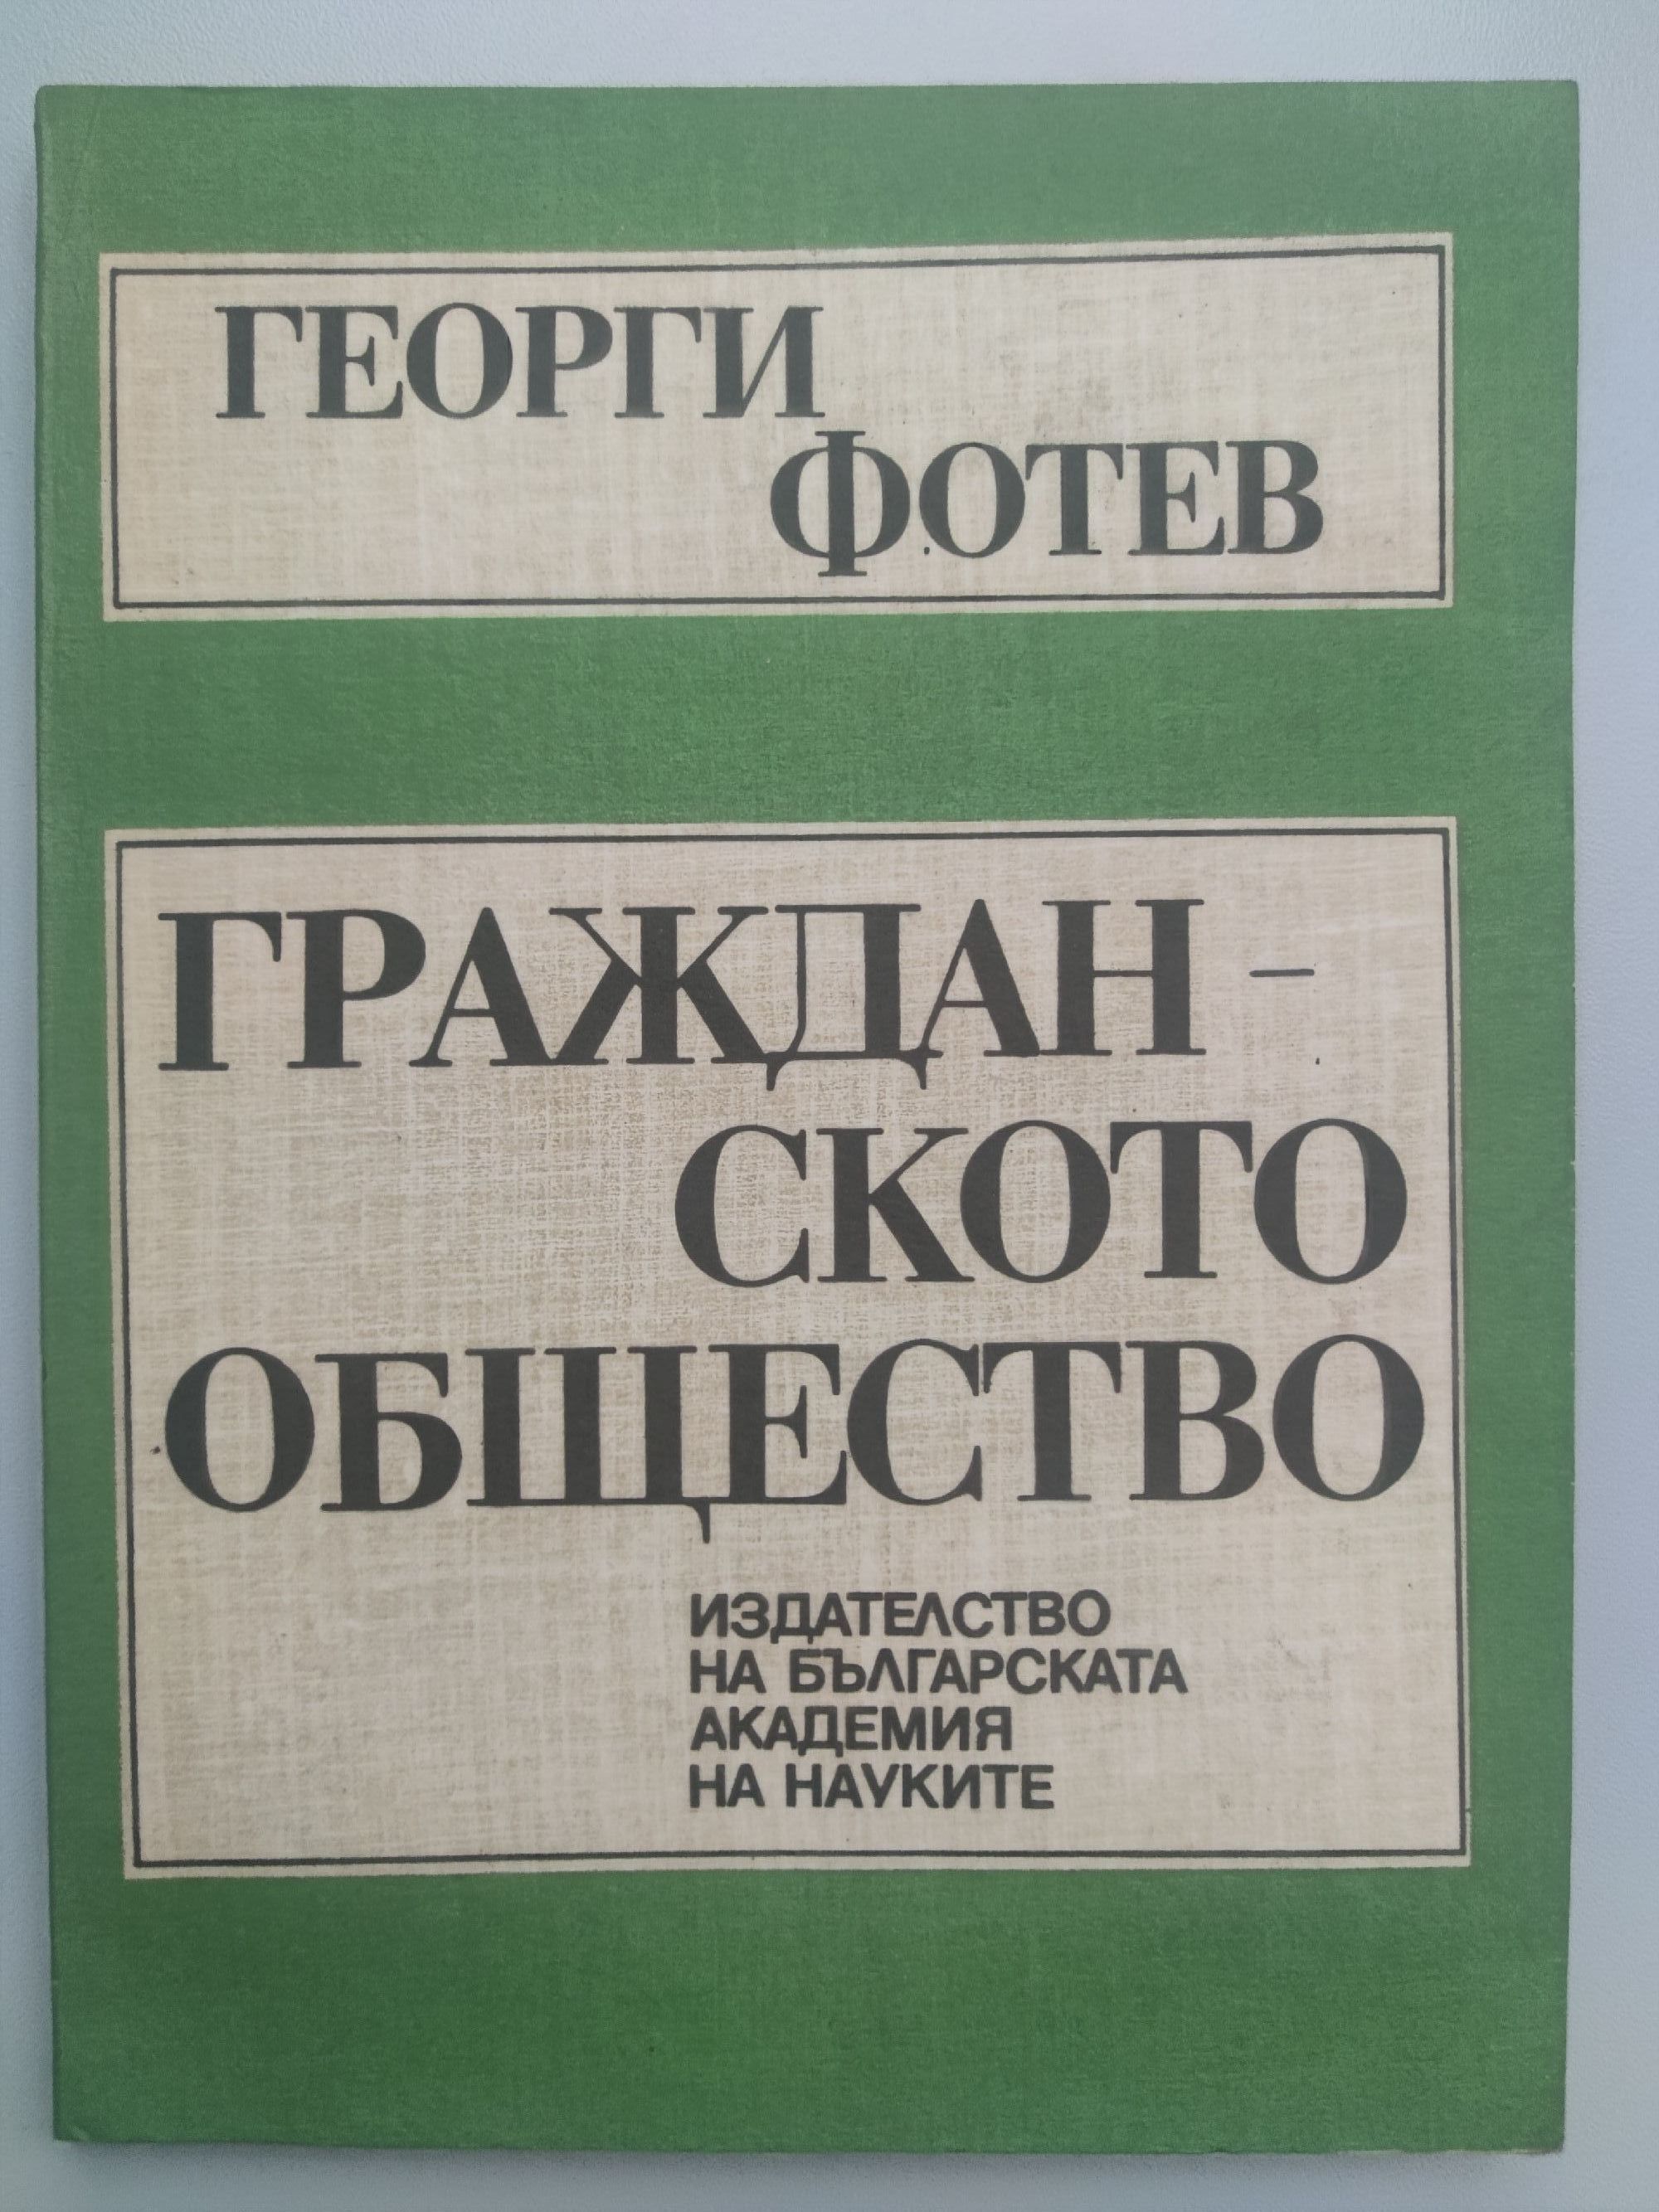 ГЕОРГИ
ФОТЕВ
ГРАЖДАН-
СКОТО
ОБЩЕСТВО
ИЗДАТЕЛСТВО
НА БЪЛГАРСКАТА
АКАДЕМИЯ
НА НАУКИТЕ